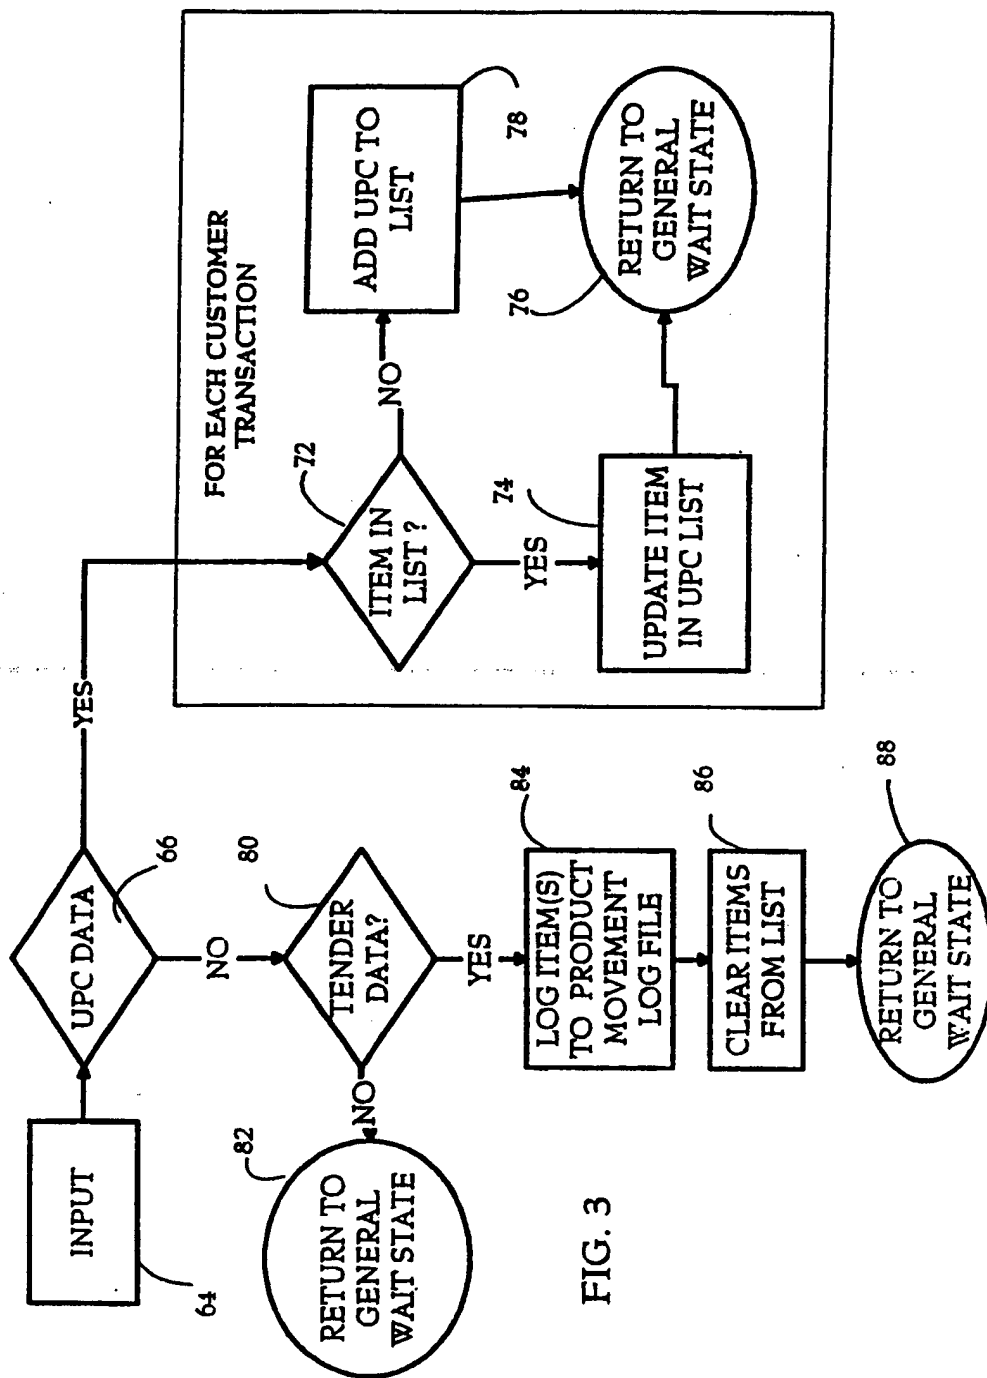 INPUT
64
UPC DATA
66
YES
NO
FOR EACH CUSTOMER
TRANSACTION
ITEM IN
LIST ?
72
NO
ADD UPC TO
LIST
78
YES
UPDATE ITEM
IN UPC LIST
74
RETURN TO
GENERAL
WAIT STATE
76
TENDER
DATA?
80
NO
RETURN TO
GENERAL
WAIT STATE
82
YES
LOG ITEM(S)
TO PRODUCT
MOVEMENT
LOG FILE
84
CLEAR ITEMS
FROM LIST
86
RETURN TO
GENERAL
WAIT STATE
88
FIG. 3